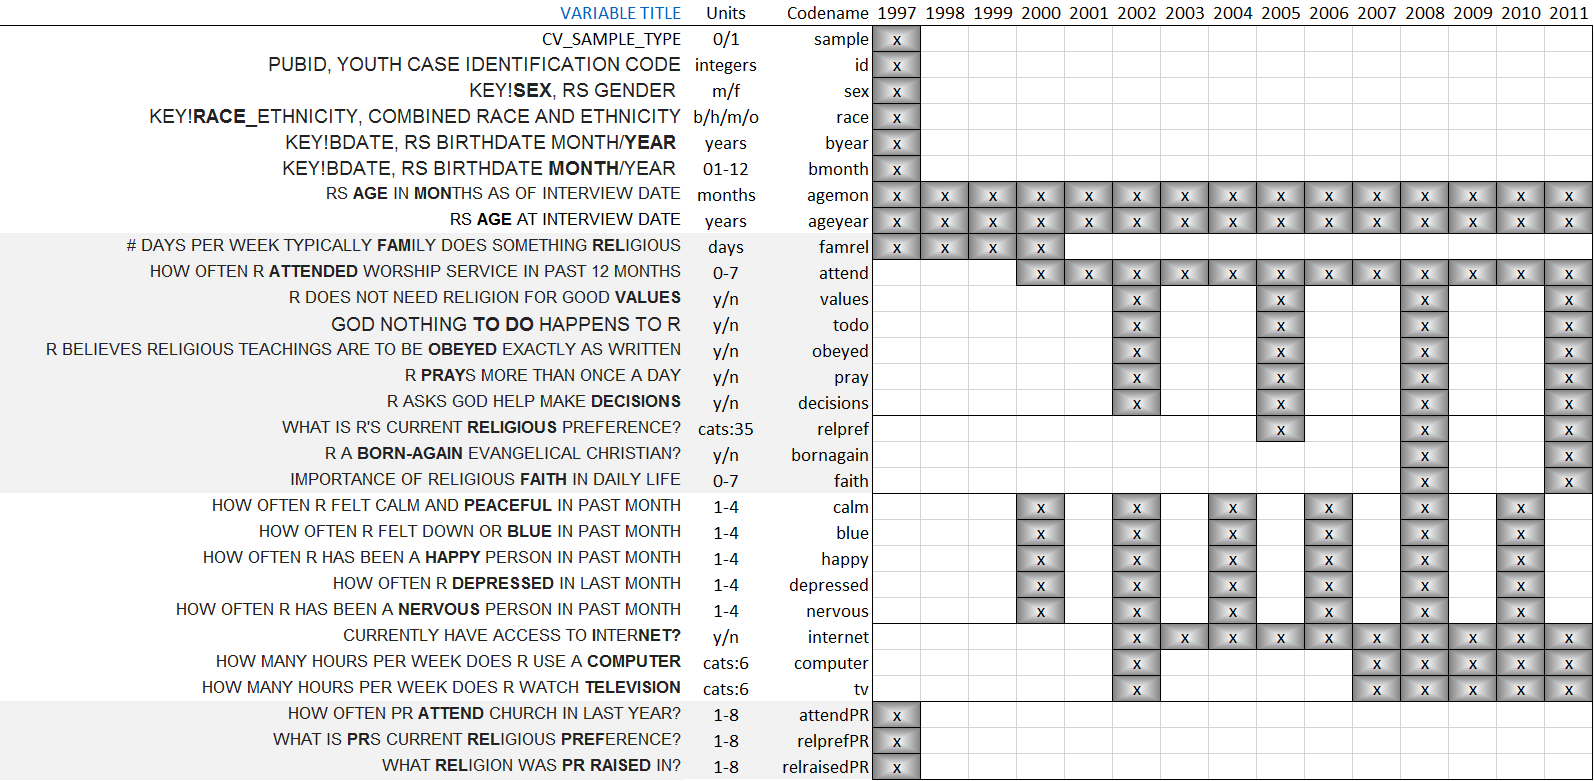 VARIABLE TITLE Units Codename 1997 1998 1999 2000 2001 2002 2003 2004 2005 2006 2007 2008 2009 2010 2011
CV_SAMPLE_TYPE 0/1 sample x
PUBID, YOUTH CASE IDENTIFICATION CODE integers id x
KEY!SEX, RS GENDER m/f sex x
KEY!RACE_ETHNICITY, COMBINED RACE AND ETHNICITY b/h/m/o race x
KEY!BDATE, RS BIRTHDATE MONTH/YEAR years byear x
KEY!BDATE, RS BIRTHDATE MONTH/YEAR 01-12 bmonth x
RS AGE IN MONTHS AS OF INTERVIEW DATE months agemon x x x x x x x x x x x x x x x
RS AGE AT INTERVIEW DATE years ageyear x x x x x x x x x x x x x x x
# DAYS PER WEEK TYPICALLY FAMILY DOES SOMETHING RELIGIOUS days famrel x x x x
HOW OFTEN R ATTENDED WORSHIP SERVICE IN PAST 12 MONTHS 0-7 attend x x x x x x x x x x x x
R DOES NOT NEED RELIGION FOR GOOD VALUES y/n values x x x x
GOD NOTHING TO DO HAPPENS TO R y/n todo x x x x
R BELIEVES RELIGIOUS TEACHINGS ARE TO BE OBEYED EXACTLY AS WRITTEN y/n obeyed x x x x
R PRAYS MORE THAN ONCE A DAY y/n pray x x x x
R ASKS GOD HELP MAKE DECISIONS y/n decisions x x x x
WHAT IS R'S CURRENT RELIGIOUS PREFERENCE? cats:35 relpref x x x
R A BORN-AGAIN EVANGELICAL CHRISTIAN? y/n bornagain x x
IMPORTANCE OF RELIGIOUS FAITH IN DAILY LIFE 0-7 faith x x
HOW OFTEN R FELT CALM AND PEACEFUL IN PAST MONTH 1-4 calm x x x x x x
HOW OFTEN R FELT DOWN OR BLUE IN PAST MONTH 1-4 blue x x x x x x
HOW OFTEN R HAS BEEN A HAPPY PERSON IN PAST MONTH 1-4 happy x x x x x x
HOW OFTEN R DEPRESSED IN LAST MONTH 1-4 depressed x x x x x x
HOW OFTEN R HAS BEEN A NERVOUS PERSON IN PAST MONTH 1-4 nervous x x x x x x
CURRENTLY HAVE ACCESS TO INTERNET? y/n internet x x x x x x x x x x
HOW MANY HOURS PER WEEK DOES R USE A COMPUTER cats:6 computer x x x x x x
HOW MANY HOURS PER WEEK DOES R WATCH TELEVISION cats:6 tv x x x x x x
HOW OFTEN PR ATTEND CHURCH IN LAST YEAR? 1-8 attendPR x
WHAT IS PRS CURRENT RELIGIOUS PREFERENCE? 1-8 relprefPR x
WHAT RELIGION WAS PR RAISED IN? 1-8 relraisedPR x